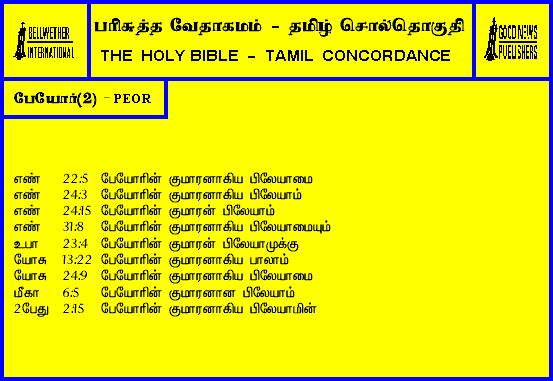 BELLWETHER
INTERNATIONAL
பரிசுத்த வேதாகமம் - தமிழ் சொல்தொகுதி
THE HOLY BIBLE - TAMIL CONCORDANCE
GOOD NEWS
PUBLISHERS
பேயோர்(2) - PEOR
எண் 22:5 பேயோரின் குமாரனாகிய பிலேயாமை
எண் 24:3 பேயோரின் குமாரனாகிய பிலேயாம்
எண் 24:15 பேயோரின் குமாரன் பிலேயாம்
எண் 31:8 பேயோரின் குமாரனாகிய பிலேயாமையும்
உபா 23:4 பேயோரின் குமாரன் பிலேயாமுக்கு
யோசு 13:22 பேயோரின் குமாரனாகிய பாலாம்
யோசு 24:9 பேயோரின் குமாரனாகிய பிலேயாமை
மீகா 6:5 பேயோரின் குமாரனான பிலேயாம்
2பேது 2:15 பேயோரின் குமாரனாகிய பிலேயாமின்